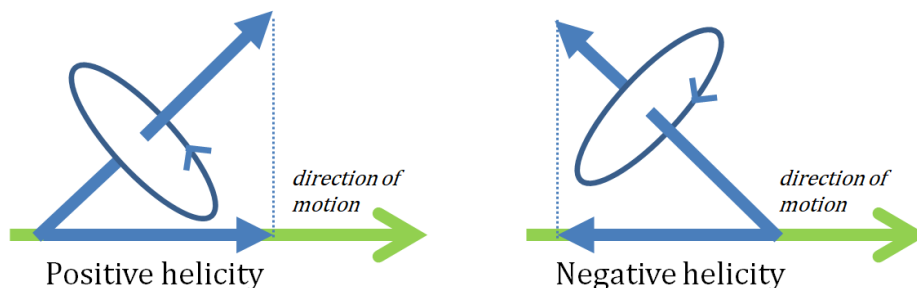 direction of
motion
Positive helicity
direction of
motion
Negative helicity